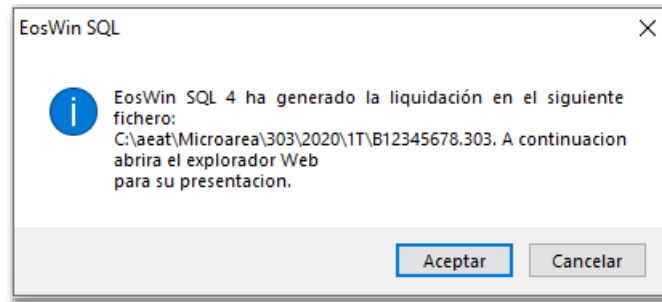 EosWin SQL
EosWin SQL 4 ha generado la liquidación en el siguiente
fichero:
C:\aeat\Microarea\303\2020\1T\B12345678.303. A continuacion
abrira el explorador Web
para su presentacion.
Aceptar
Cancelar